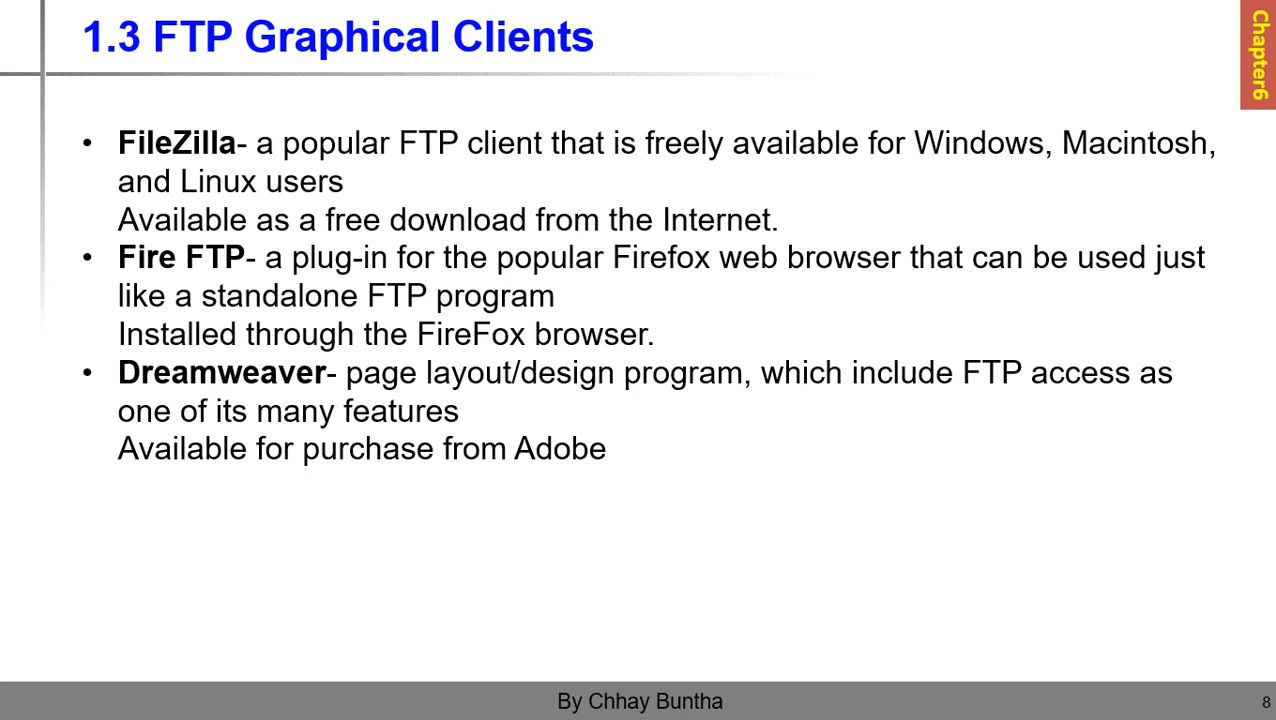 1.3 FTP Graphical Clients
Chapter6
• FileZilla- a popular FTP client that is freely available for Windows, Macintosh,
and Linux users
Available as a free download from the Internet.
• Fire FTP- a plug-in for the popular Firefox web browser that can be used just
like a standalone FTP program
Installed through the FireFox browser.
• Dreamweaver- page layout/design program, which include FTP access as
one of its many features
Available for purchase from Adobe
By Chhay Buntha
8